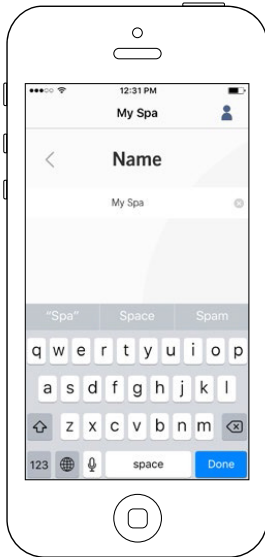 12:31 PM
My Spa
Name
My Spa
"Spa" Space Spam
q w e r t y u i o p
a s d f g h j k l
z x c v b n m
123 space Done